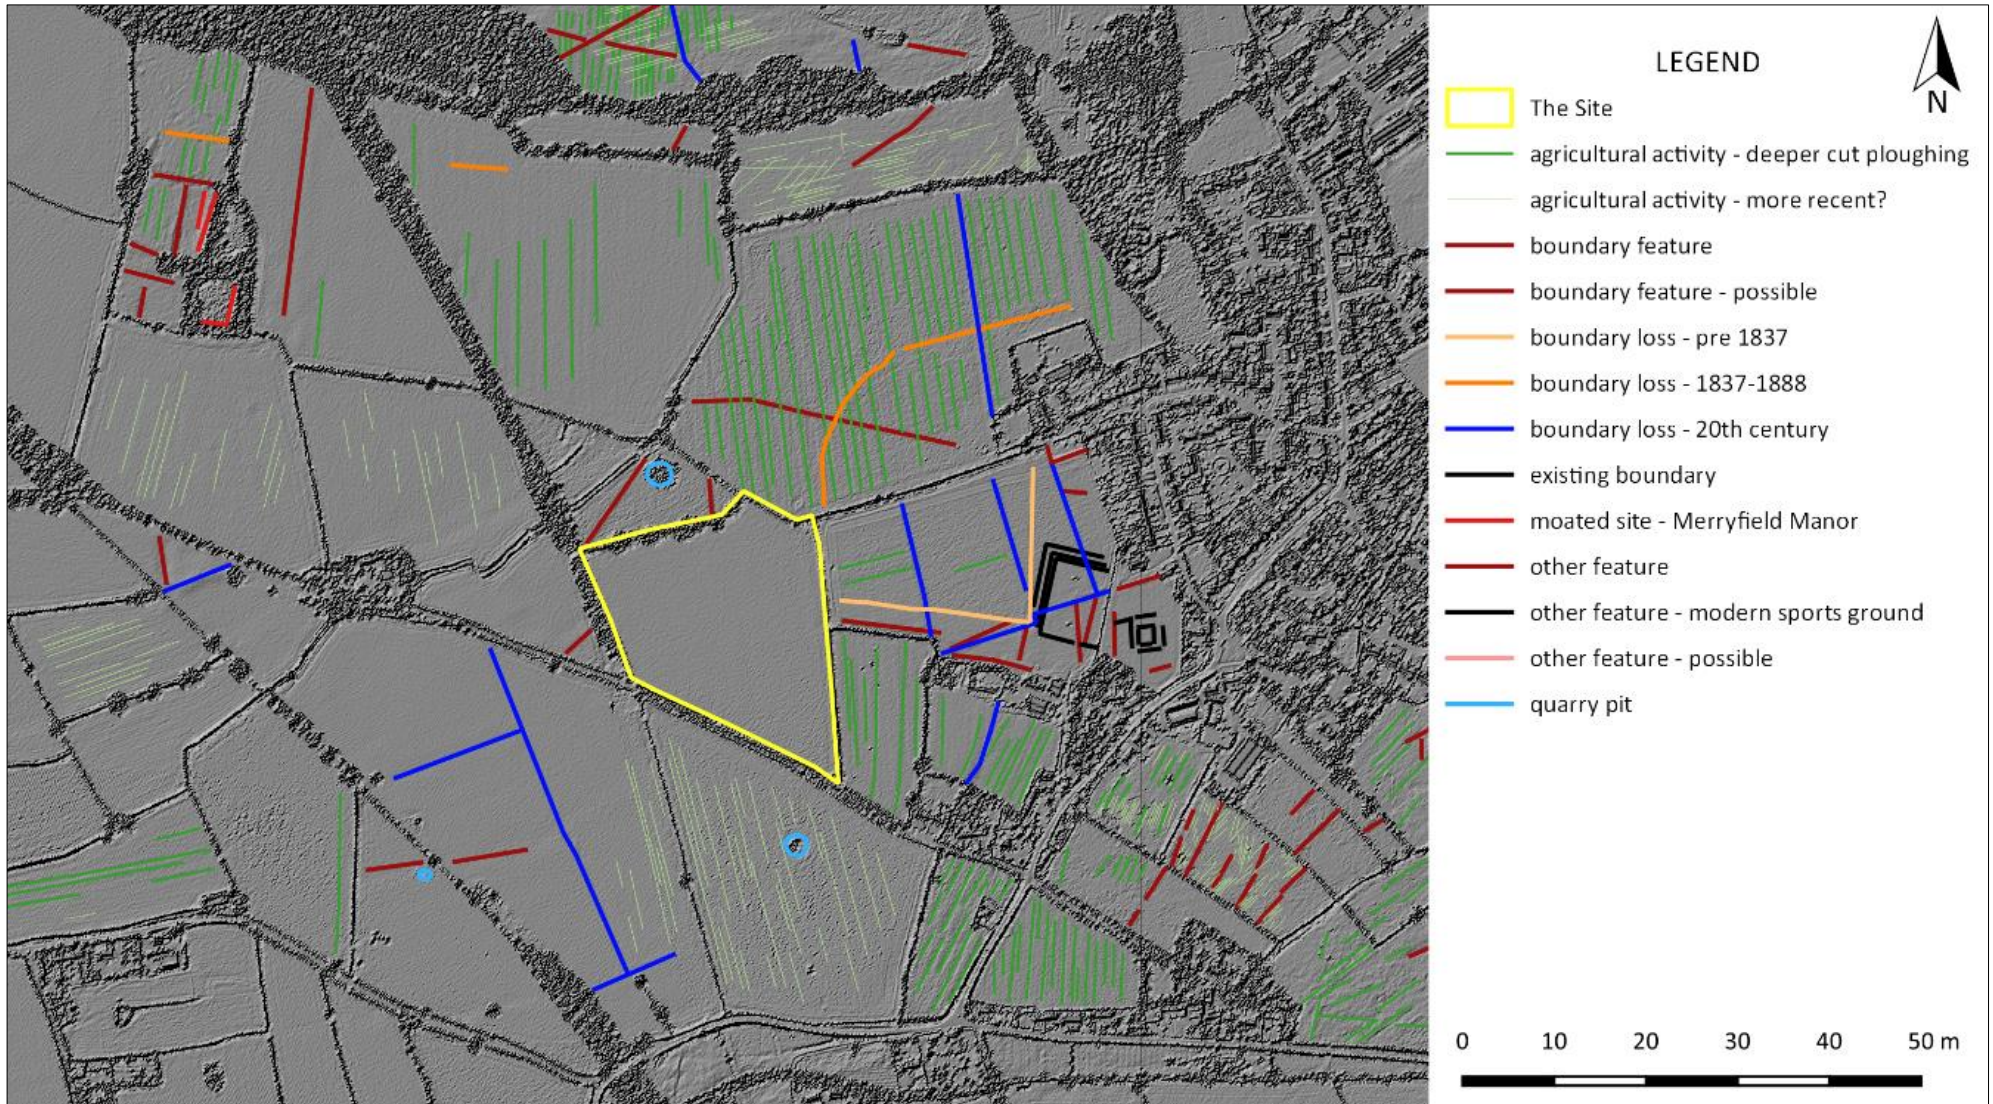 LEGEND
N
The Site
agricultural activity - deeper cut ploughing
agricultural activity - more recent?
boundary feature
boundary feature - possible
boundary loss - pre 1837
boundary loss - 1837-1888
boundary loss - 20th century
existing boundary
moated site - Merryfield Manor
other feature
other feature - modern sports ground
other feature - possible
quarry pit
0 10 20 30 40 50 m